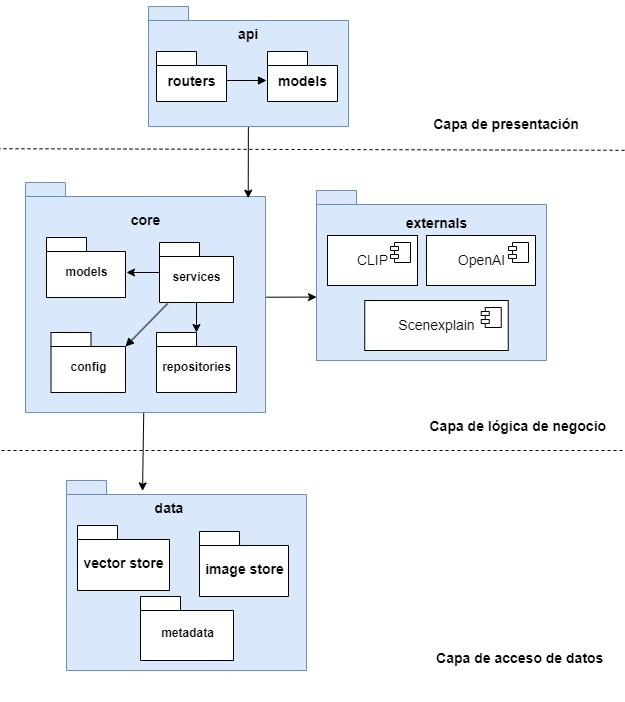 api
routers
models
Capa de presentación
core
models
services
config
repositories
externals
CLIP
OpenAI
Scenexplain
Capa de lógica de negocio
data
vector store
image store
metadata
Capa de acceso de datos